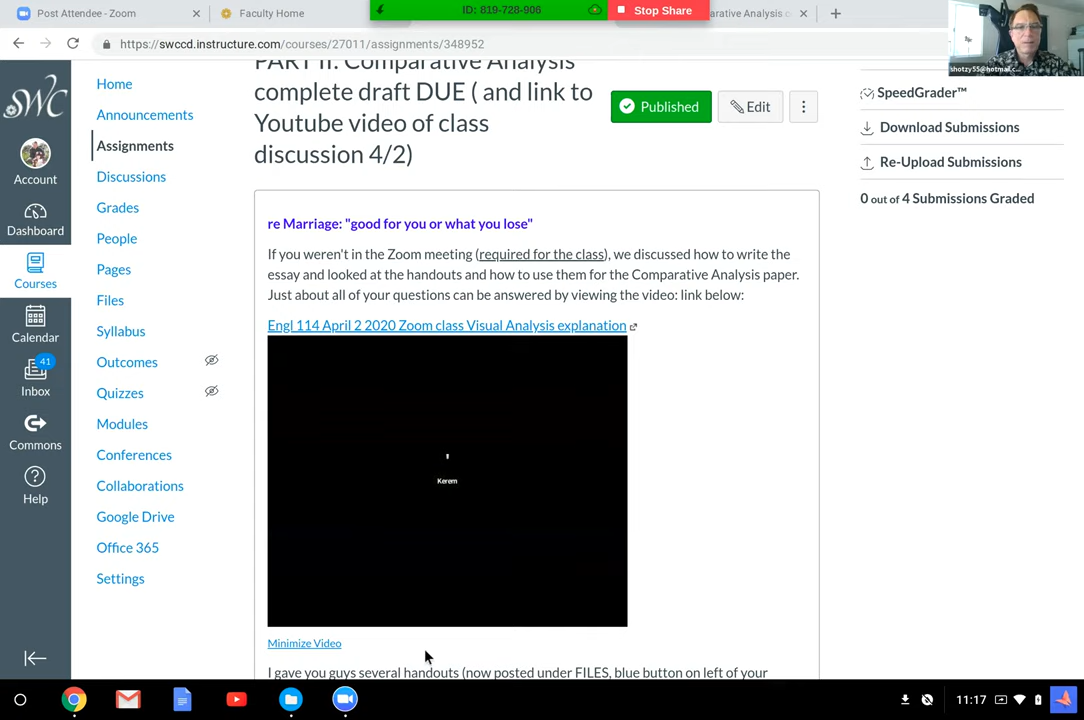 Post Attendee - Zoom
Faculty Home
ID: 819-728-906
Stop Share
arative Analysis c
https://swccd.instructure.com/courses/27011/assignments/348952
shotzy55@hotmail.c...
SWC
Account
Dashboard
Courses
Calendar
41
Inbox
Commons
Help
Home
Announcements
Assignments
Discussions
Grades
People
Pages
Files
Syllabus
Outcomes
Quizzes
Modules
Conferences
Collaborations
Google Drive
Office 365
Settings
PART II: Comparative Analysis
complete draft DUE ( and link to
Youtube video of class
discussion 4/2)
Published
Edit
SpeedGrader™
Download Submissions
Re-Upload Submissions
0 out of 4 Submissions Graded
re Marriage: "good for you or what you lose"
If you weren't in the Zoom meeting (required for the class), we discussed how to write the
essay and looked at the handouts and how to use them for the Comparative Analysis paper.
Just about all of your questions can be answered by viewing the video: link below:
Engl 114 April 2 2020 Zoom class Visual Analysis explanation
Kerem
Minimize Video
I gave you guys several handouts (now posted under FILES, blue button on left of your
11:17